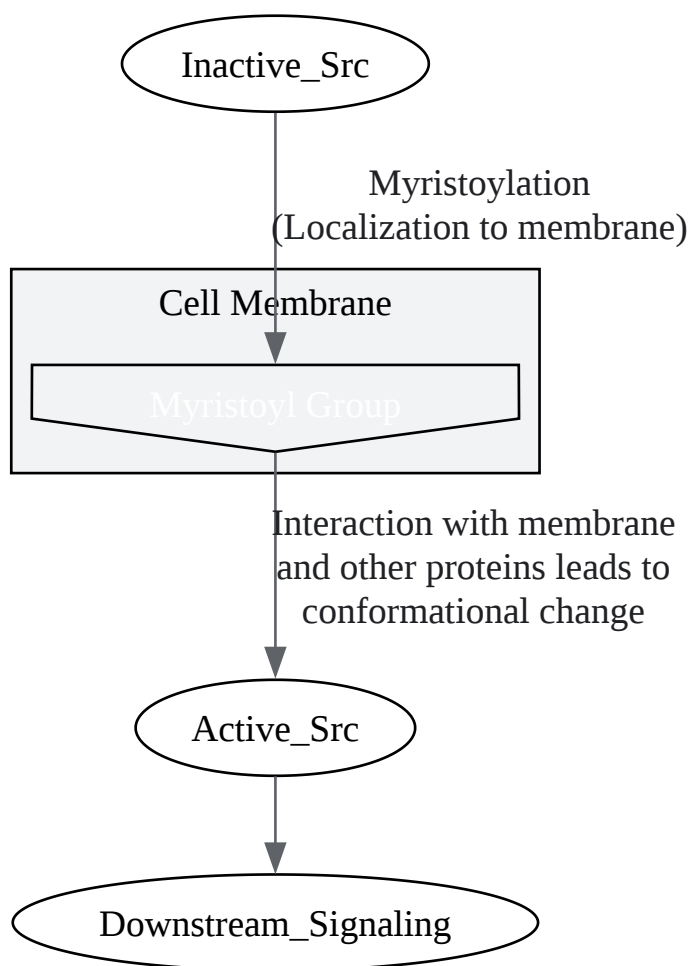 Inactive_Src
Myristoylation
(Localization to membrane)
Cell Membrane
Myristoyl Group
Interaction with membrane
and other proteins leads to
conformational change
Active_Src
Downstream_Signaling